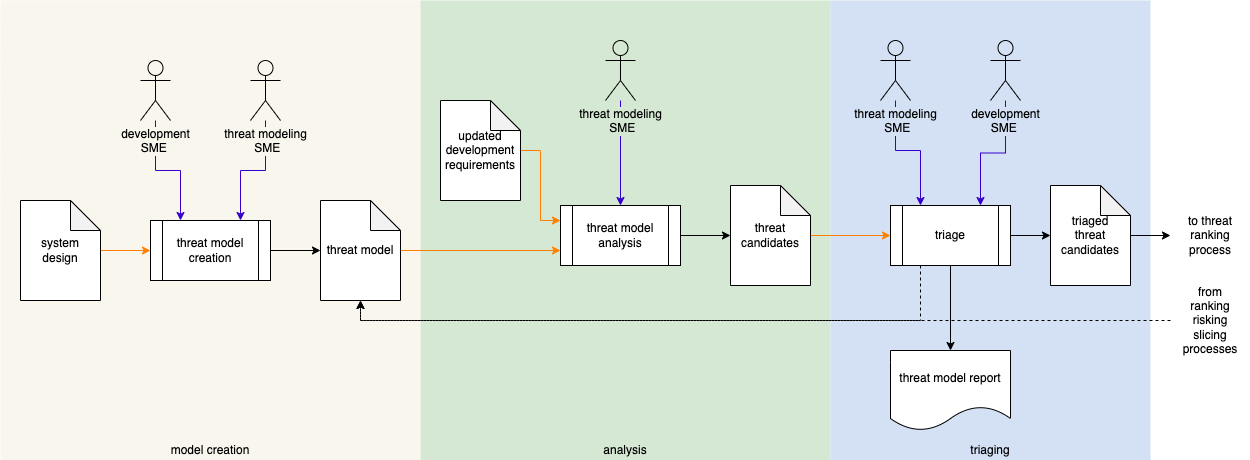 development
SME
threat modeling
SME
system
design
threat model
creation
threat model
model creation
updated
development
requirements
threat modeling
SME
threat model
analysis
threat
candidates
analysis
threat modeling
SME
development
SME
triage
triaged
threat
candidates
threat model report
triaging
to threat
ranking
process
from
ranking
risking
slicing
processes